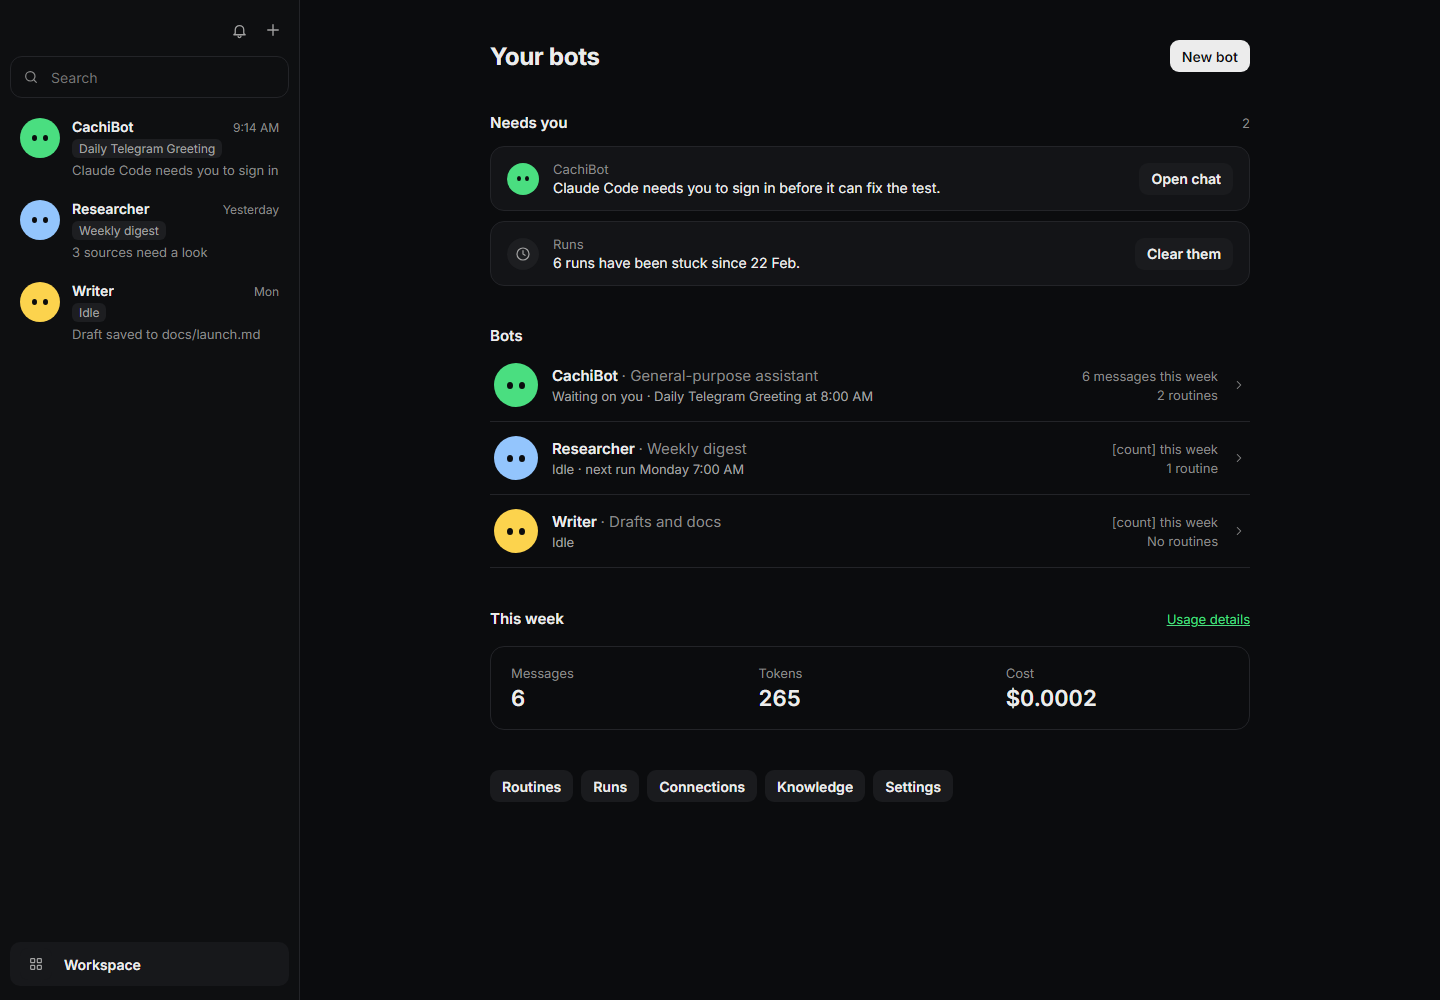 Search
CachiBot 9:14 AM
Daily Telegram Greeting
Claude Code needs you to sign in
Researcher Yesterday
Weekly digest
3 sources need a look
Writer Mon
Idle
Draft saved to docs/launch.md
Workspace
Your bots New bot
Needs you 2
CachiBot
Claude Code needs you to sign in before it can fix the test.
Open chat
Runs
6 runs have been stuck since 22 Feb.
Clear them
Bots
CachiBot · General-purpose assistant
Waiting on you · Daily Telegram Greeting at 8:00 AM
6 messages this week
2 routines
Researcher · Weekly digest
Idle · next run Monday 7:00 AM
[count] this week
1 routine
Writer · Drafts and docs
Idle
[count] this week
No routines
This week Usage details
Messages Tokens Cost
6 265 $0.0002
Routines Runs Connections Knowledge Settings